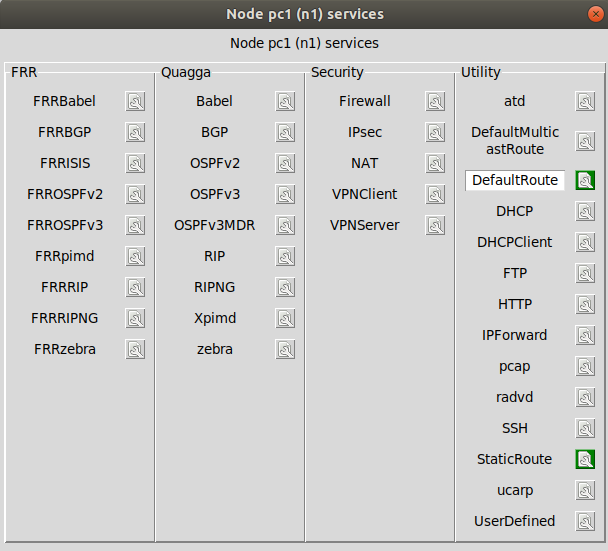 Node pc1 (n1) services
Node pc1 (n1) services
FRR
FRRBabel
FRRBGP
FRRISIS
FRROSPFv2
FRROSPFv3
FRRpimd
FRRRIP
FRRRIPNG
FRRzebra
Quagga
Babel
BGP
OSPFv2
OSPFv3
OSPFv3MDR
RIP
RIPNG
Xpimd
zebra
Security
Firewall
IPsec
NAT
VPNClient
VPNServer
Utility
atd
DefaultMultic
astRoute
DefaultRoute
DHCP
DHCPClient
FTP
HTTP
IPForward
pcap
radvd
SSH
StaticRoute
ucarp
UserDefined